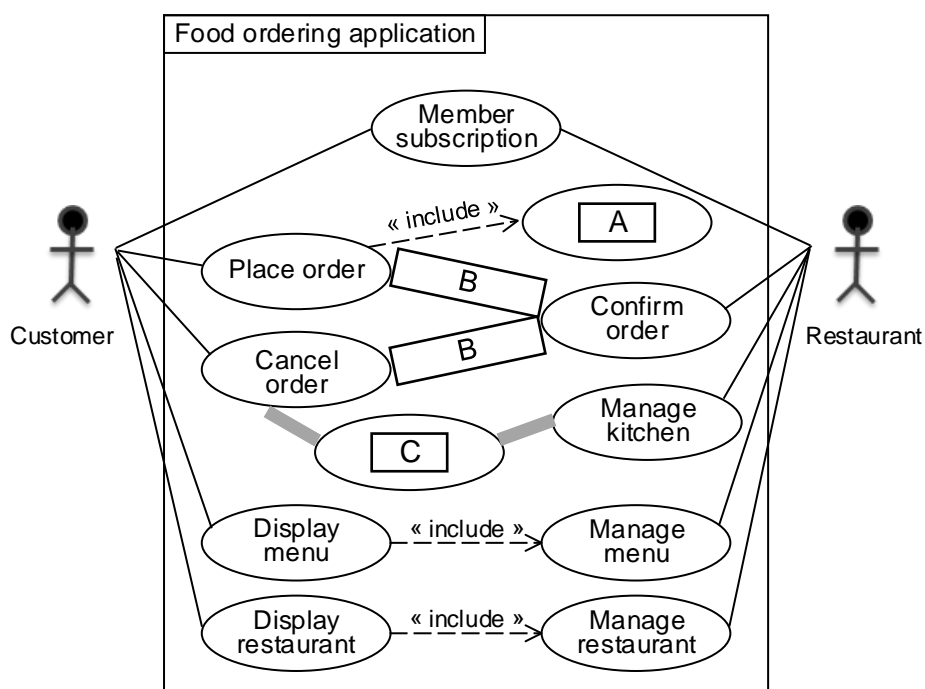 Food ordering application
Member
subscription
« include »
A
Place order
B
Confirm
order
Customer
Restaurant
B
Cancel
order
Manage
kitchen
C
Display
menu
« include »
Manage
menu
Display
restaurant
« include »
Manage
restaurant